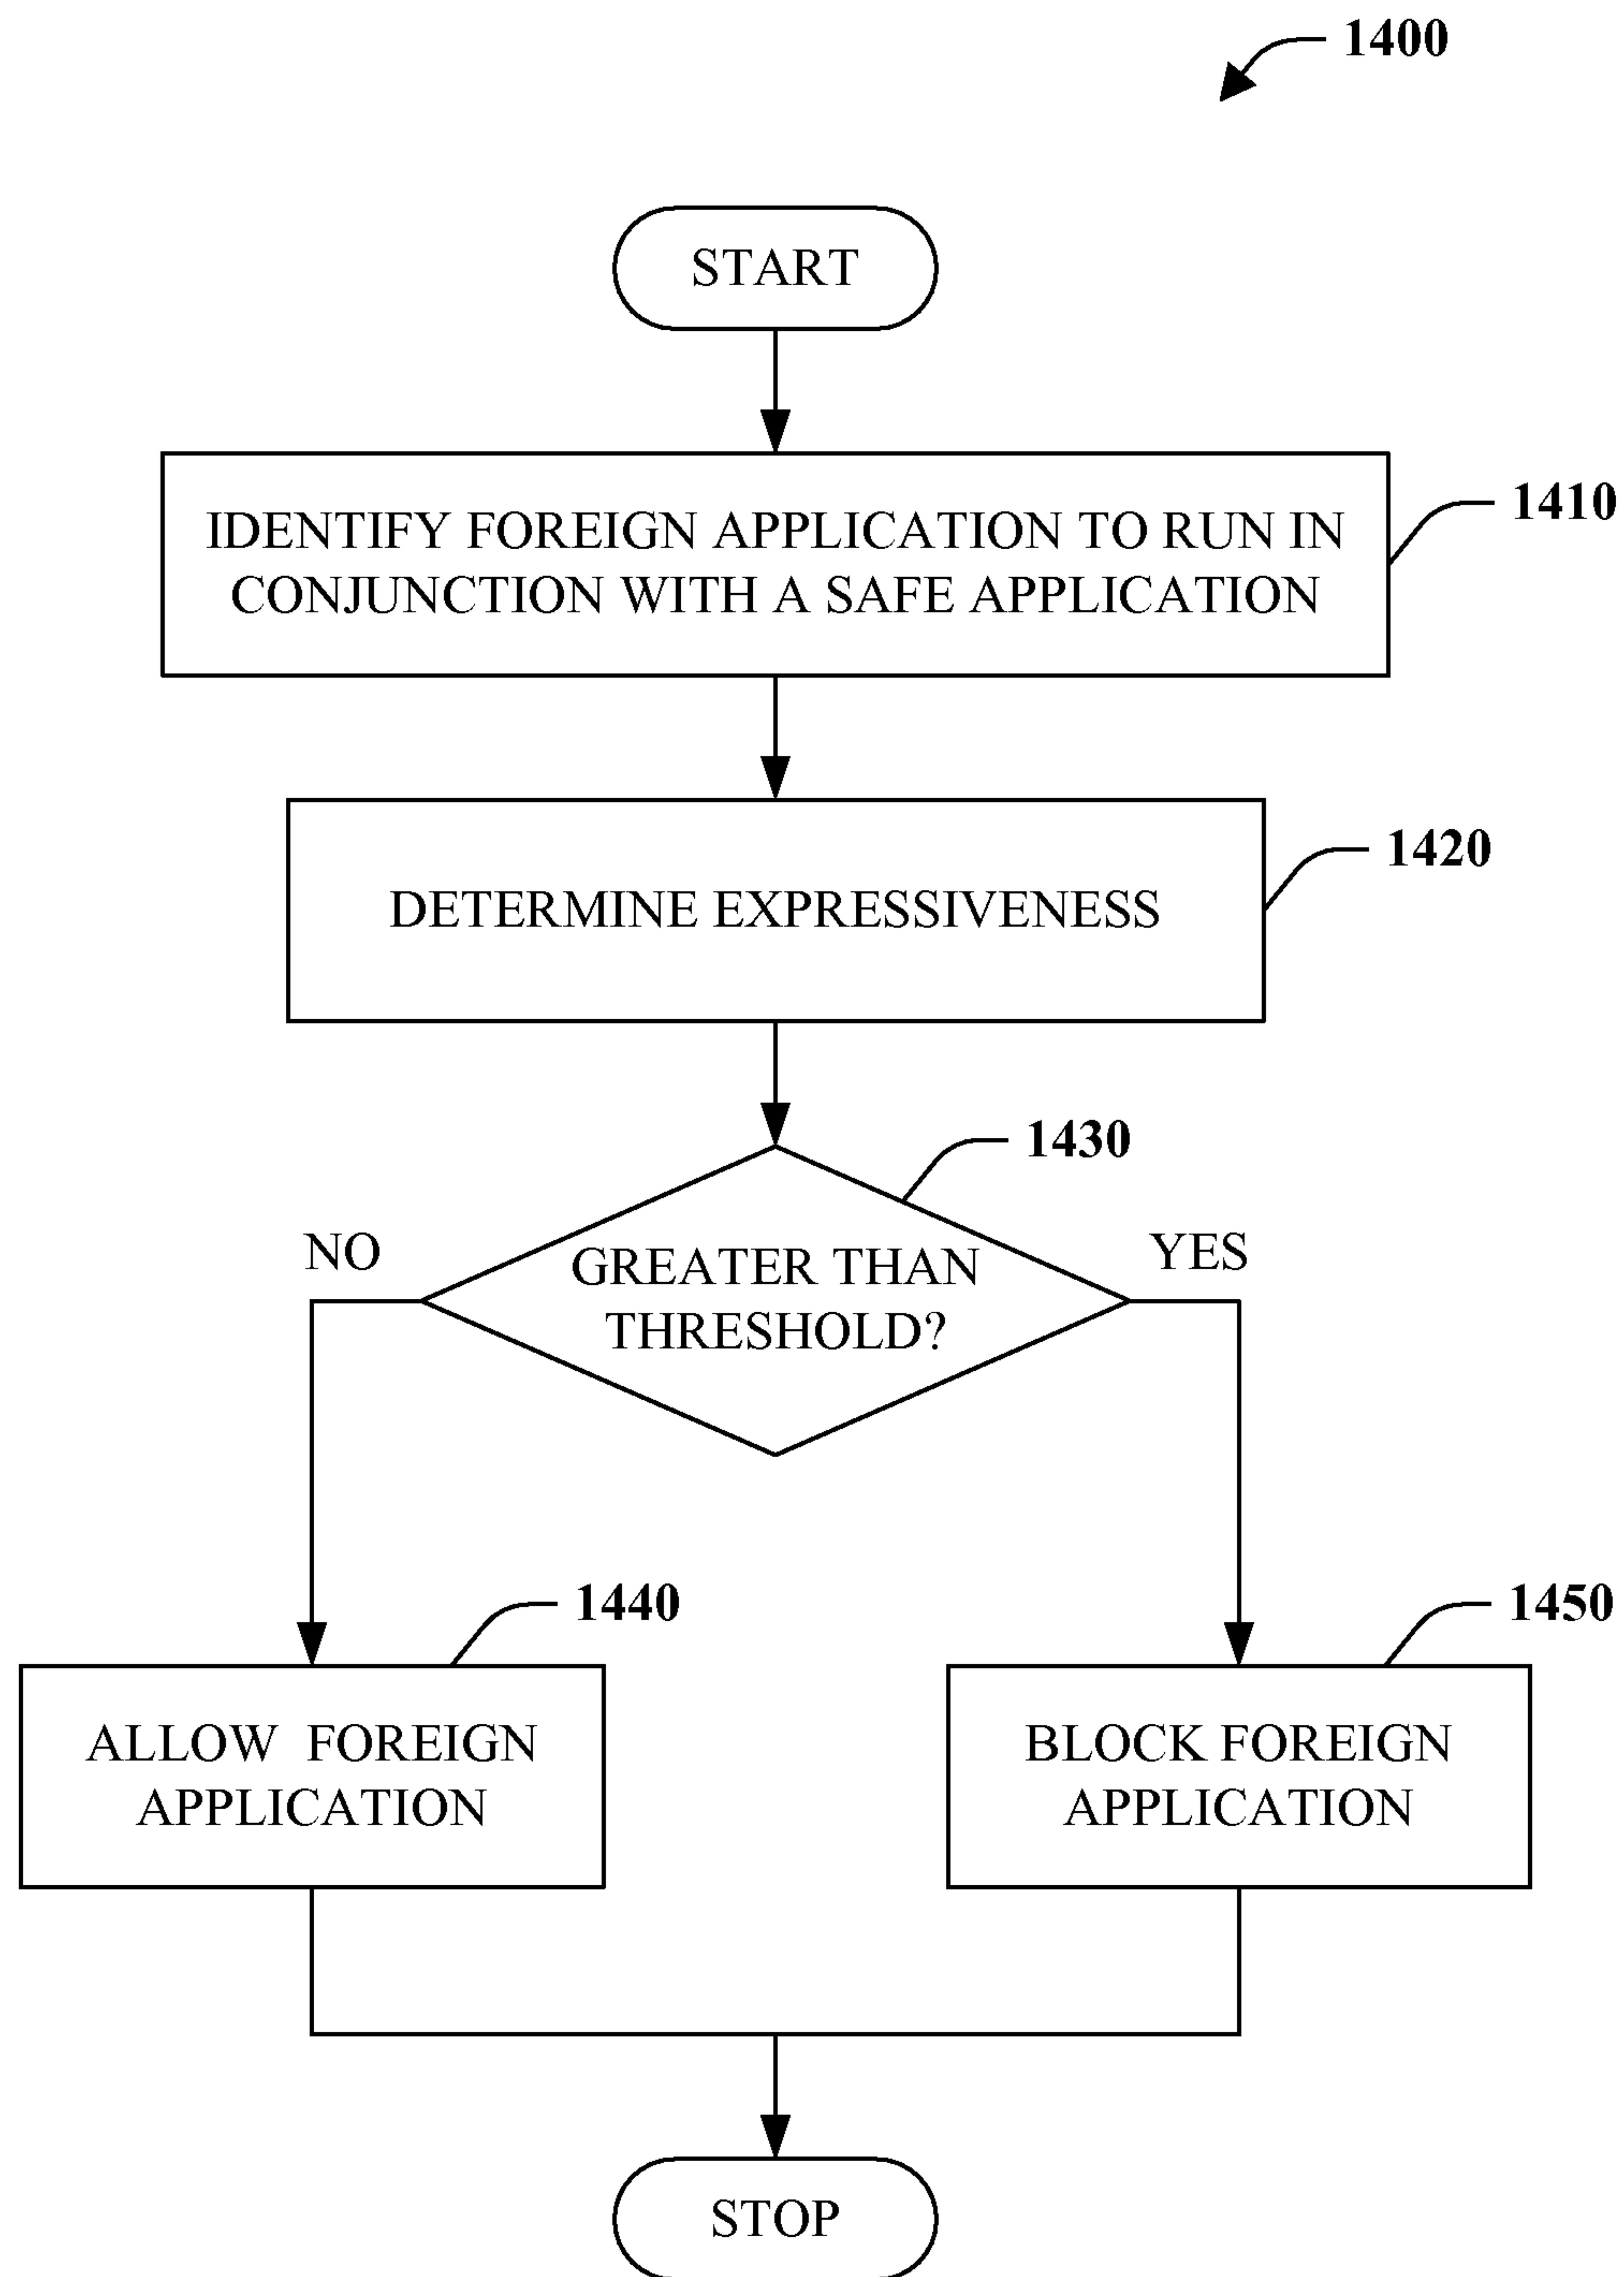 1400
START
IDENTIFY FOREIGN APPLICATION TO RUN IN
CONJUNCTION WITH A SAFE APPLICATION
1410
DETERMINE EXPRESSIVENESS
1420
1430
NO
GREATER THAN
THRESHOLD?
YES
1440
ALLOW FOREIGN
APPLICATION
1450
BLOCK FOREIGN
APPLICATION
STOP